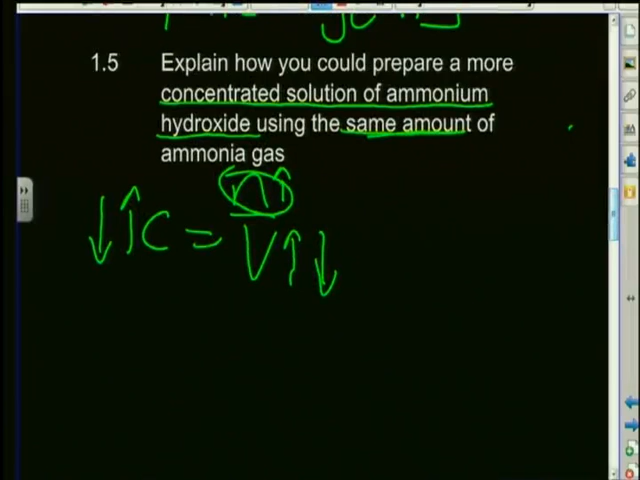 1.5 Explain how you could prepare a more
concentrated solution of ammonium
hydroxide using the same amount of
ammonia gas
n
↓ ↑ C =
V ↑ ↓